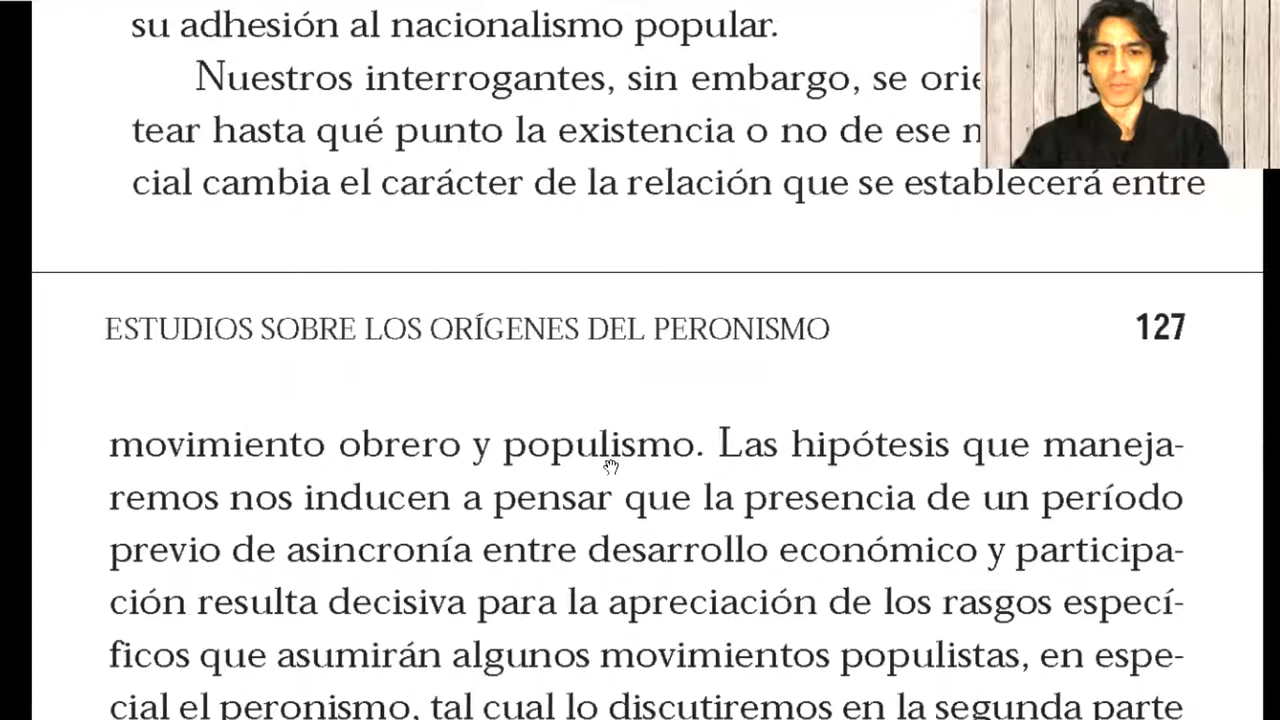 su adhesión al nacionalismo popular.
Nuestros interrogantes, sin embargo, se
tear hasta qué punto la existencia o no de ese
cial cambia el carácter de la relación que se establecerá entre
ESTUDIOS SOBRE LOS ORÍGENES DEL PERONISMO 127
movimiento obrero y populismo. Las hipótesis que maneja-
remos nos inducen a pensar que la presencia de un período
previo de asincronía entre desarrollo económico y participa-
ción resulta decisiva para la apreciación de los rasgos especí-
ficos que asumirán algunos movimientos populistas, en espe-
cial el peronismo, tal cual lo discutiremos en la segunda parte